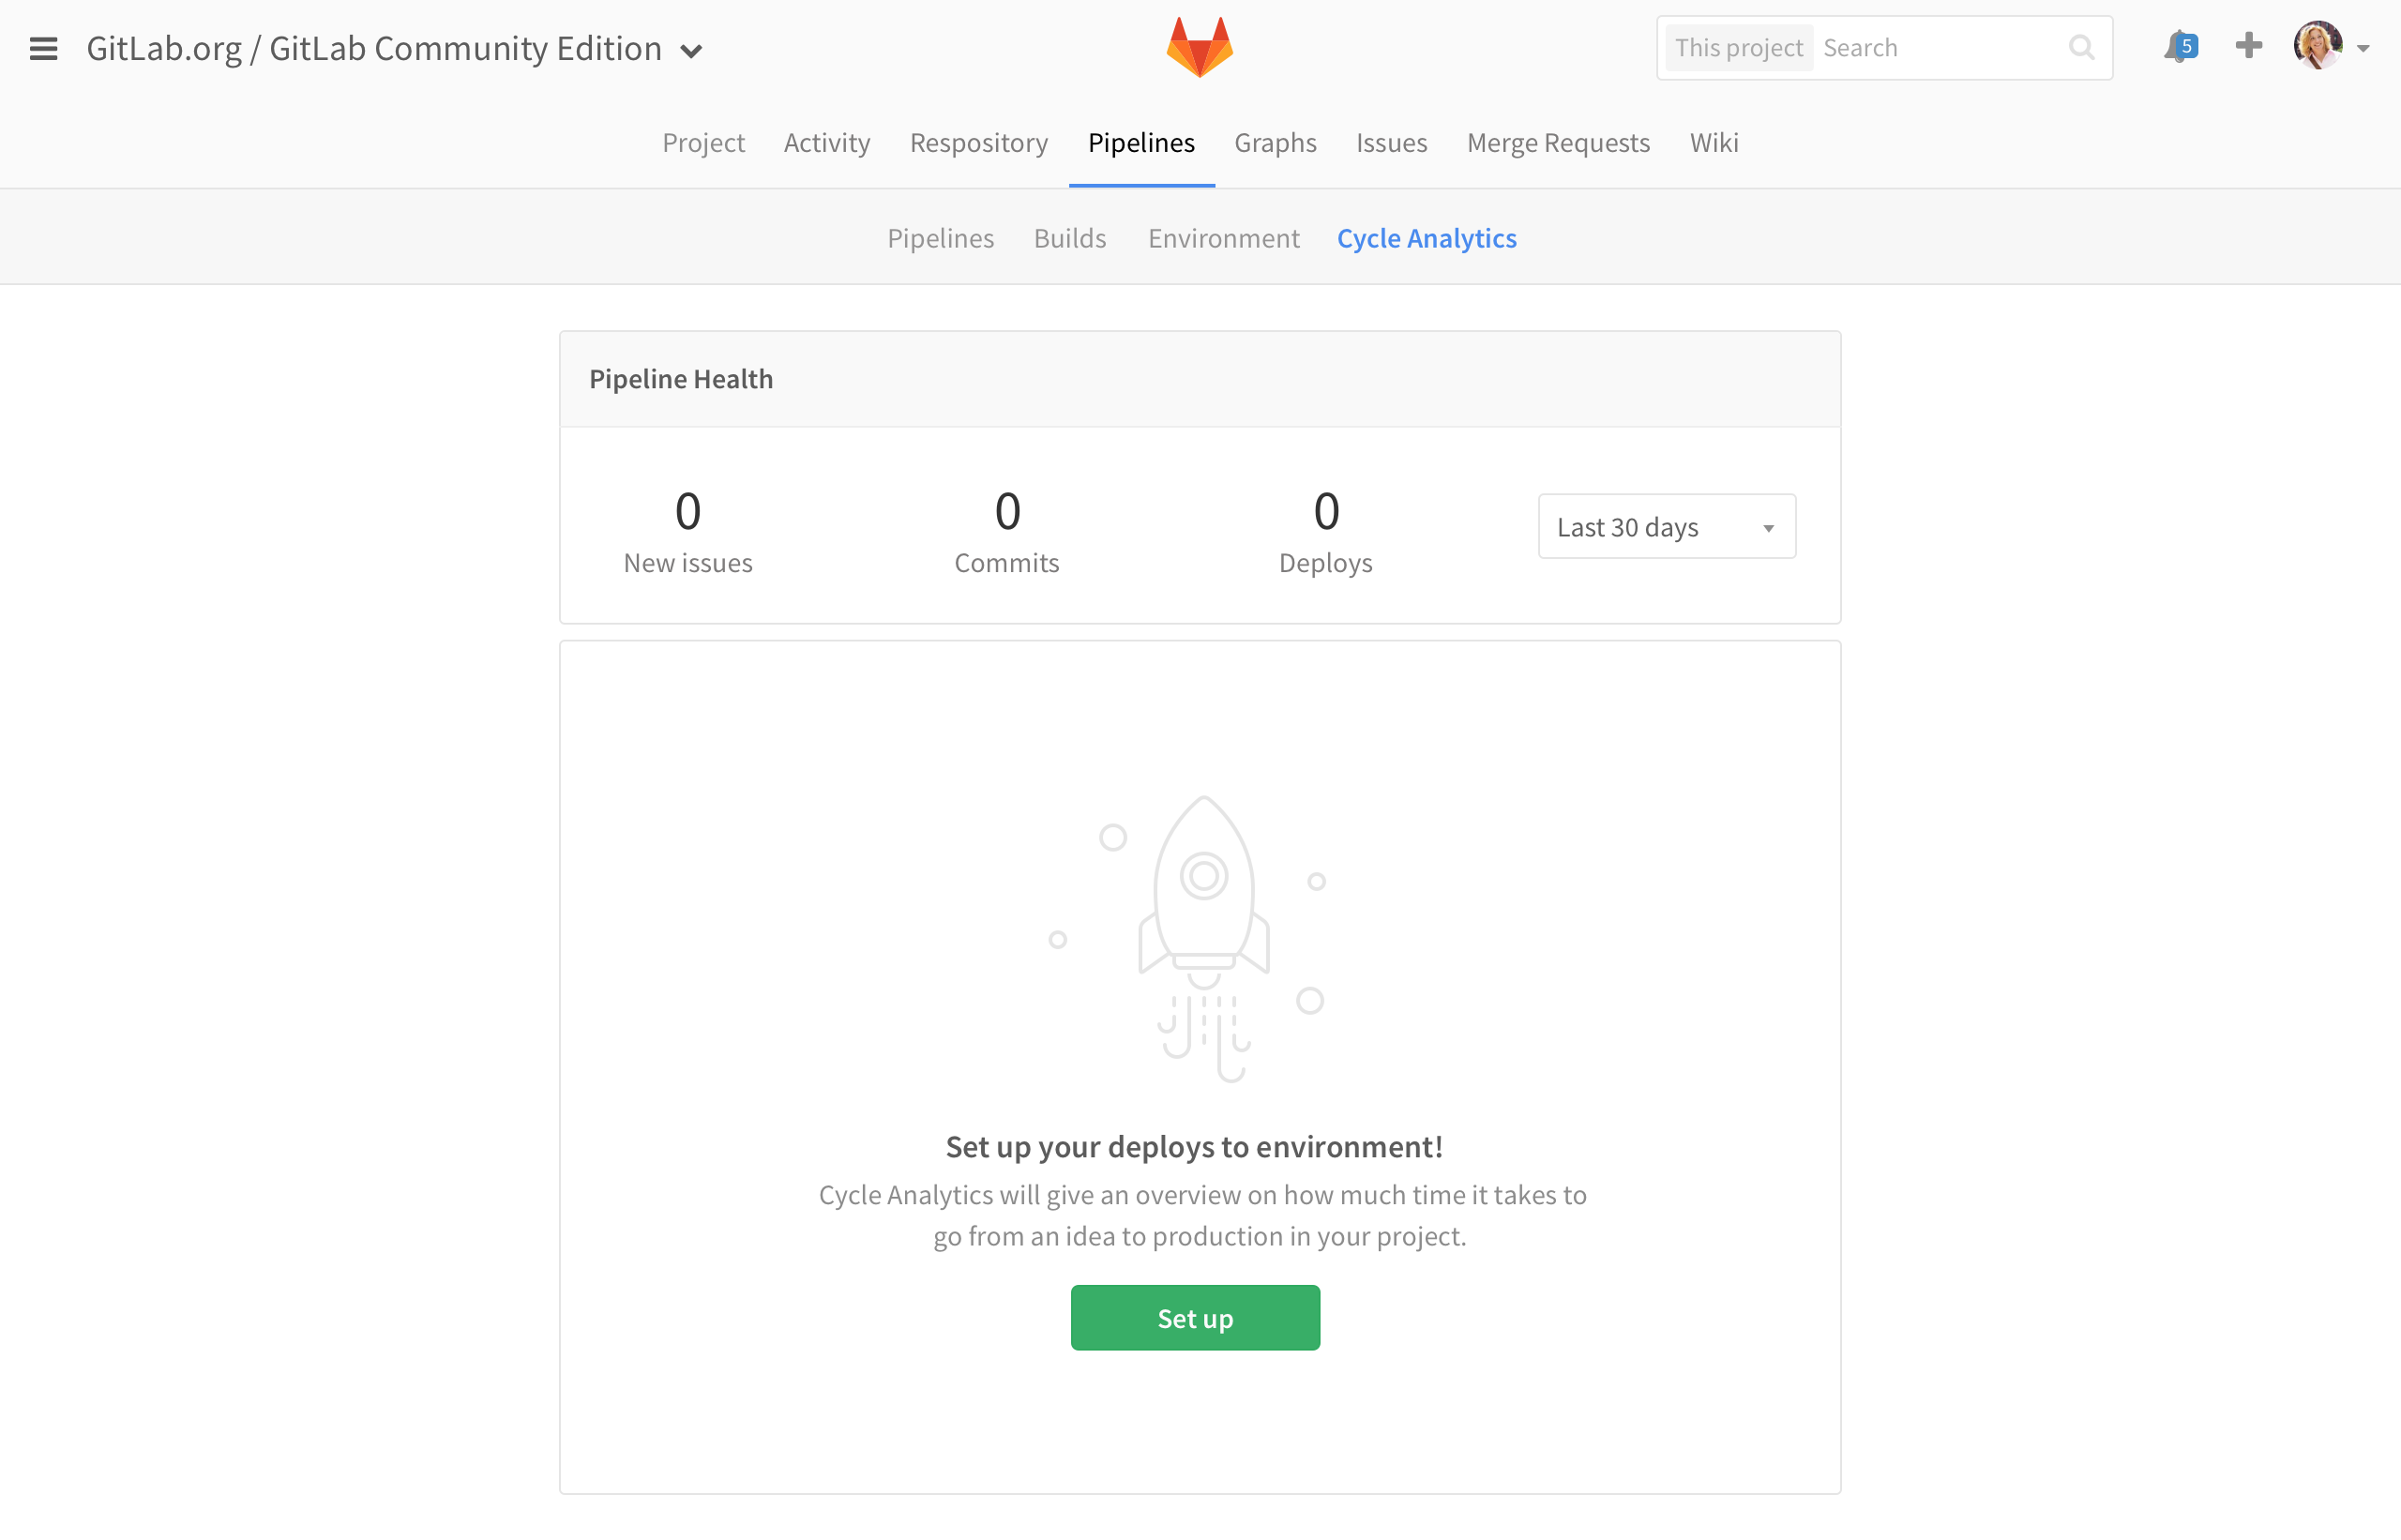 GitLab.org / GitLab Community Edition
This project Search
5
Project Activity Respository Pipelines Graphs Issues Merge Requests Wiki
Pipelines Builds Environment Cycle Analytics
Pipeline Health
0 0 0
Last 30 days
New issues Commits Deploys
Set up your deploys to environment!
Cycle Analytics will give an overview on how much time it takes to
go from an idea to production in your project.
Set up